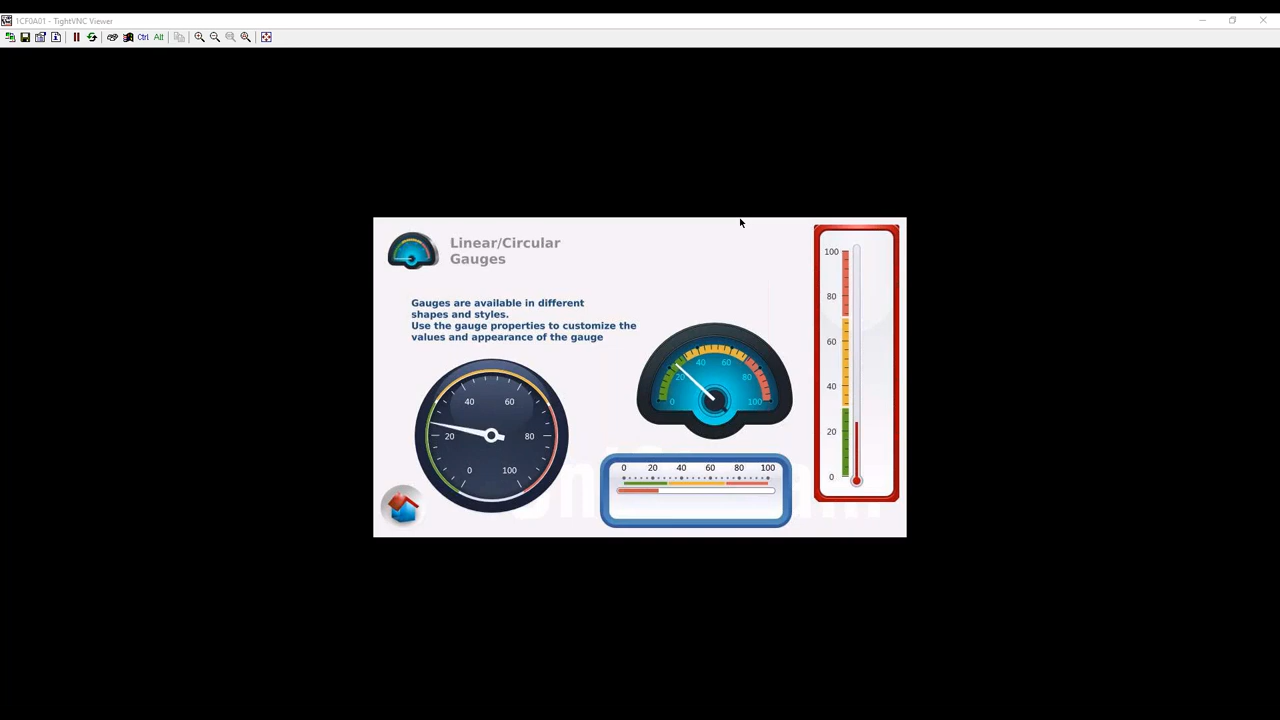 1CF0A01 - TightVNC Viewer
Ctrl Alt
Linear/Circular
Gauges
Gauges are available in different
shapes and styles.
Use the gauge properties to customize the
values and appearance of the gauge
0 20 40 60 80 100
0 20 40 60 80 100
0 20 40 60 80 100
100
80
60
40
20
0